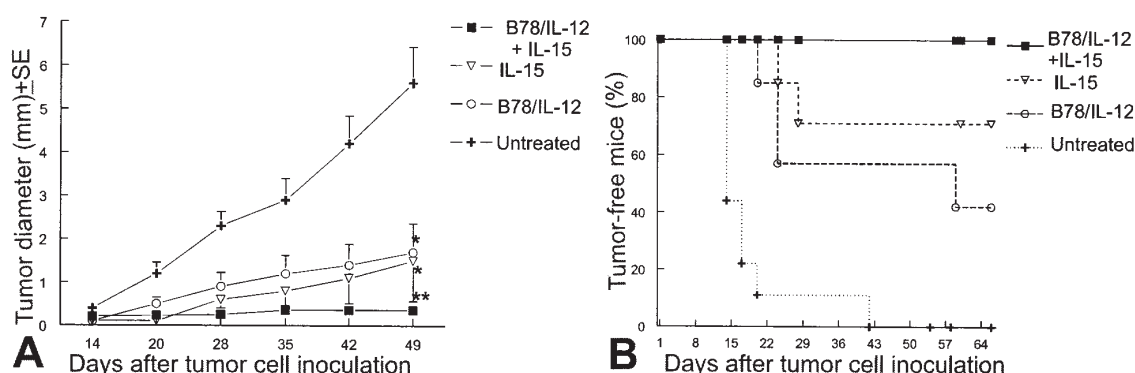 7
6
5
4
3
2
1
0
Tumor diameter (mm)±SE
14 20 28 35 42 49
Days after tumor cell inoculation
A
B78/IL-12
+ IL-15
IL-15
B78/IL-12
Untreated
*
*
**
B
100
80
60
40
20
0
Tumor-free mice (%)
1 8 15 22 29 36 43 50 57 64
Days after tumor cell inoculation
B78/IL-12
+IL-15
IL-15
B78/IL-12
Untreated